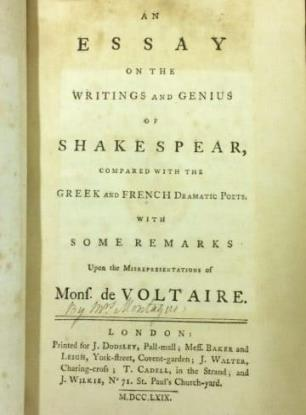 AN
ESSAY
ON THE
WRITINGS AND GENIUS
OF
SHAKESPEAR,
COMPARED WITH THE
GREEK AND FRENCH DRAMATIC POETS.
WITH
SOME REMARKS
Upon the MISREPRESENTATIONS of
Monſ. de VOLTAIRE.
By Mrs. Montague.
LONDON:
Printed for J. DODSLEY, Pall-mall; Meſſ. BAKER and
LEIGH, York-ſtreet, Covent-garden; J. WALTER,
Charing-croſs; T. CADELL, in the Strand; and
J. WILKIE, No 71. St. Paul's Church-yard.
M.DCC.LXIX.